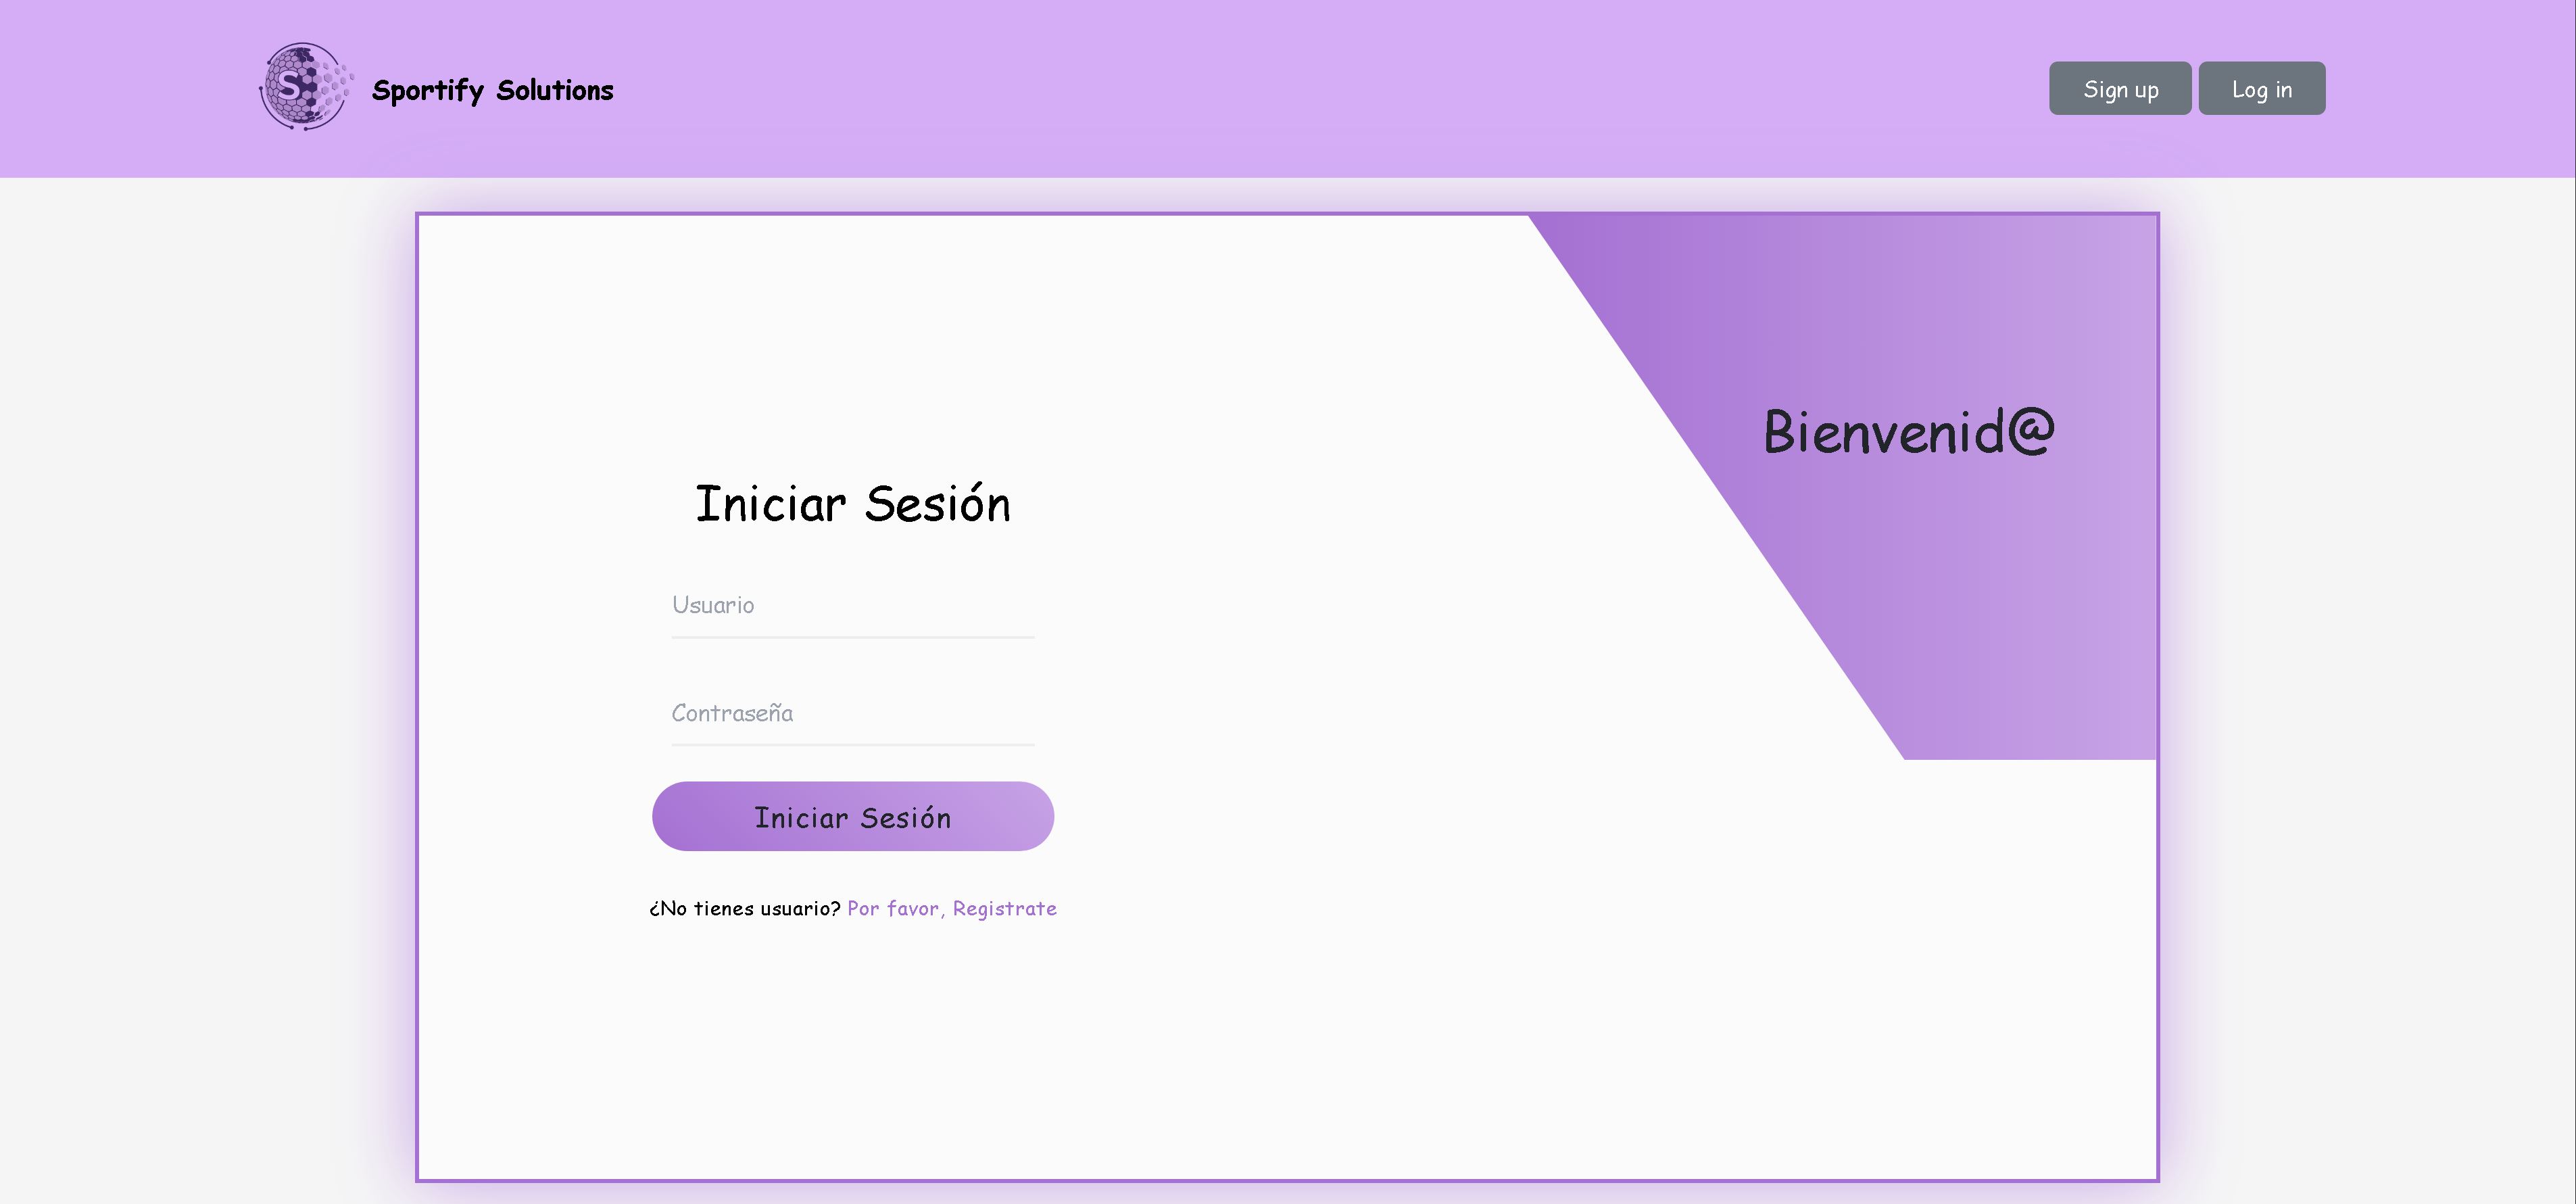 S
Sportify Solutions
Sign up
Log in
Bienvenid@
Iniciar Sesión
Usuario
Contraseña
Iniciar Sesión
¿No tienes usuario? Por favor, Registrate